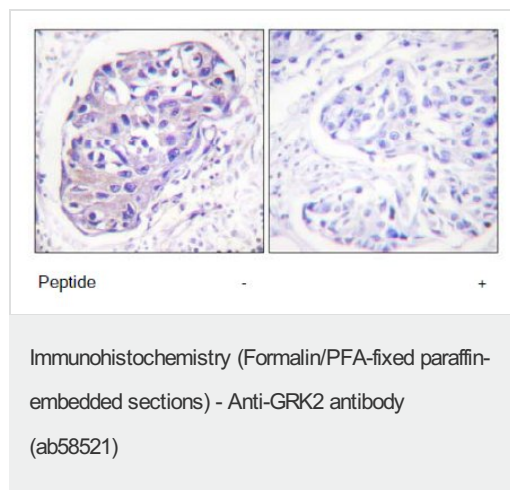 Peptide - +
Immunohistochemistry (Formalin/PFA-fixed paraffin-
embedded sections) - Anti-GRK2 antibody
(ab58521)